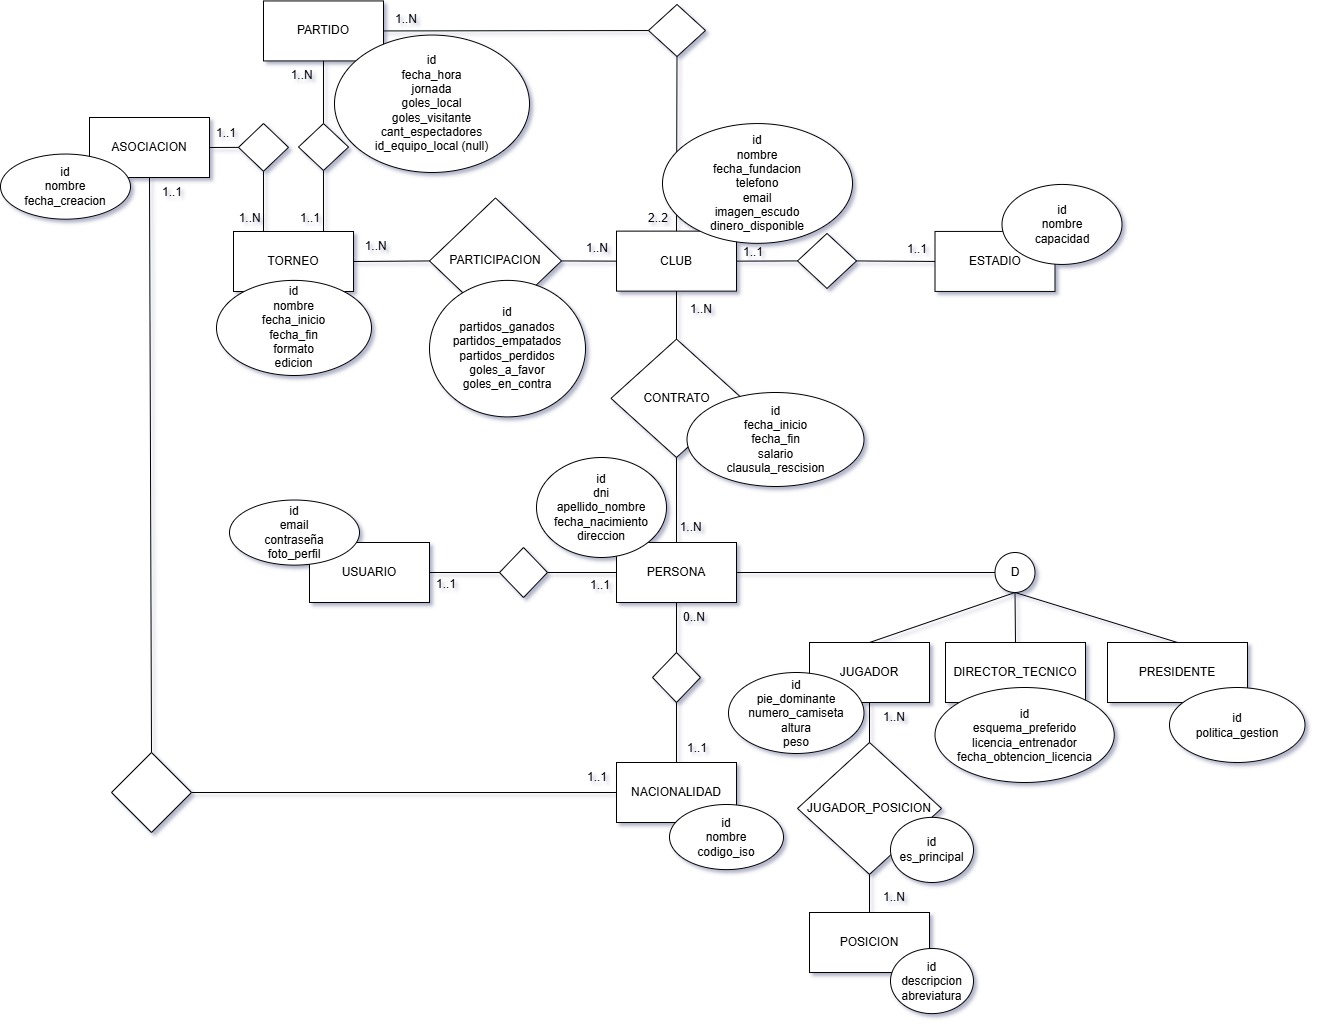 PARTIDO
1..N
1..N
id
fecha_hora
jornada
goles_local
goles_visitante
cant_espectadores
id_equipo_local (null)
1..N
ASOCIACION
1..1
id
nombre
fecha_creacion
1..1
1..N
1..1
id
nombre
fecha_fundacion
telefono
email
imagen_escudo
dinero_disponible
2..2
TORNEO
1..N
id
nombre
fecha_inicio
fecha_fin
formato
edicion
PARTICIPACION
id
partidos_ganados
partidos_empatados
partidos_perdidos
goles_a_favor
goles_en_contra
1..N
CLUB
1..1
1..1
ESTADIO
id
nombre
capacidad
1..N
CONTRATO
id
fecha_inicio
fecha_fin
salario
clausula_rescision
id
dni
apellido_nombre
fecha_nacimiento
direccion
1..N
id
email
contraseña
foto_perfil
USUARIO
1..1
1..1
PERSONA
D
0..N
JUGADOR
id
pie_dominante
numero_camiseta
altura
peso
1..N
DIRECTOR_TECNICO
id
esquema_preferido
licencia_entrenador
fecha_obtencion_licencia
PRESIDENTE
id
politica_gestion
1..1
1..1
NACIONALIDAD
id
nombre
codigo_iso
JUGADOR_POSICION
id
es_principal
1..N
POSICION
id
descripcion
abreviatura